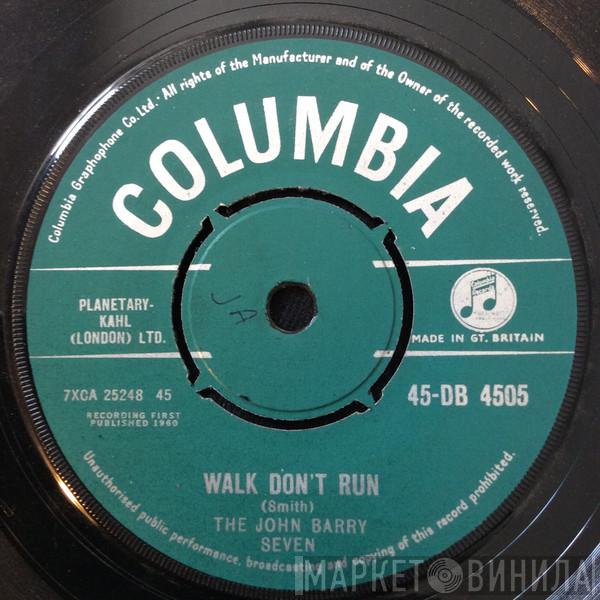 Columbia Graphophone Co. Ltd. · All rights of the Manufacturer and of the Owner of the recorded work reserved.
COLUMBIA
PLANETARY-
KAHL
(LONDON) LTD.
Columbia
Records
MADE IN GT. BRITAIN
JA
7XCA 25248 45
45-DB 4505
RECORDING FIRST
PUBLISHED 1960
WALK DON'T RUN
(Smith)
THE JOHN BARRY
SEVEN
Unauthorised public performance, broadcasting and copying of this record prohibited.
МАРКЕТ ВИНИЛА